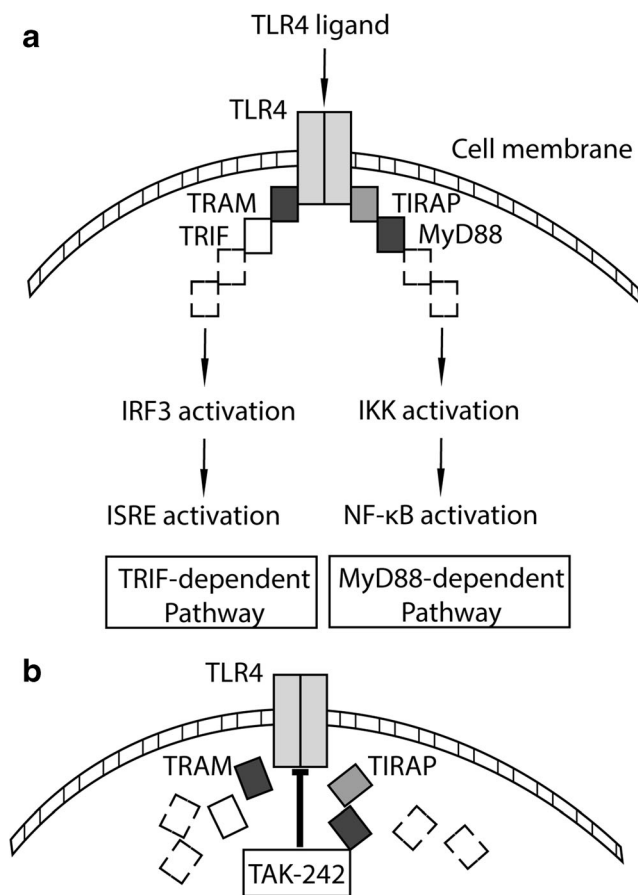 a
TLR4 ligand
TLR4
Cell membrane
TRAM
TIRAP
TRIF
MyD88
IRF3 activation
IKK activation
ISRE activation
NF-κB activation
TRIF-dependent
Pathway
MyD88-dependent
Pathway
b
TLR4
TRAM
TIRAP
TAK-242